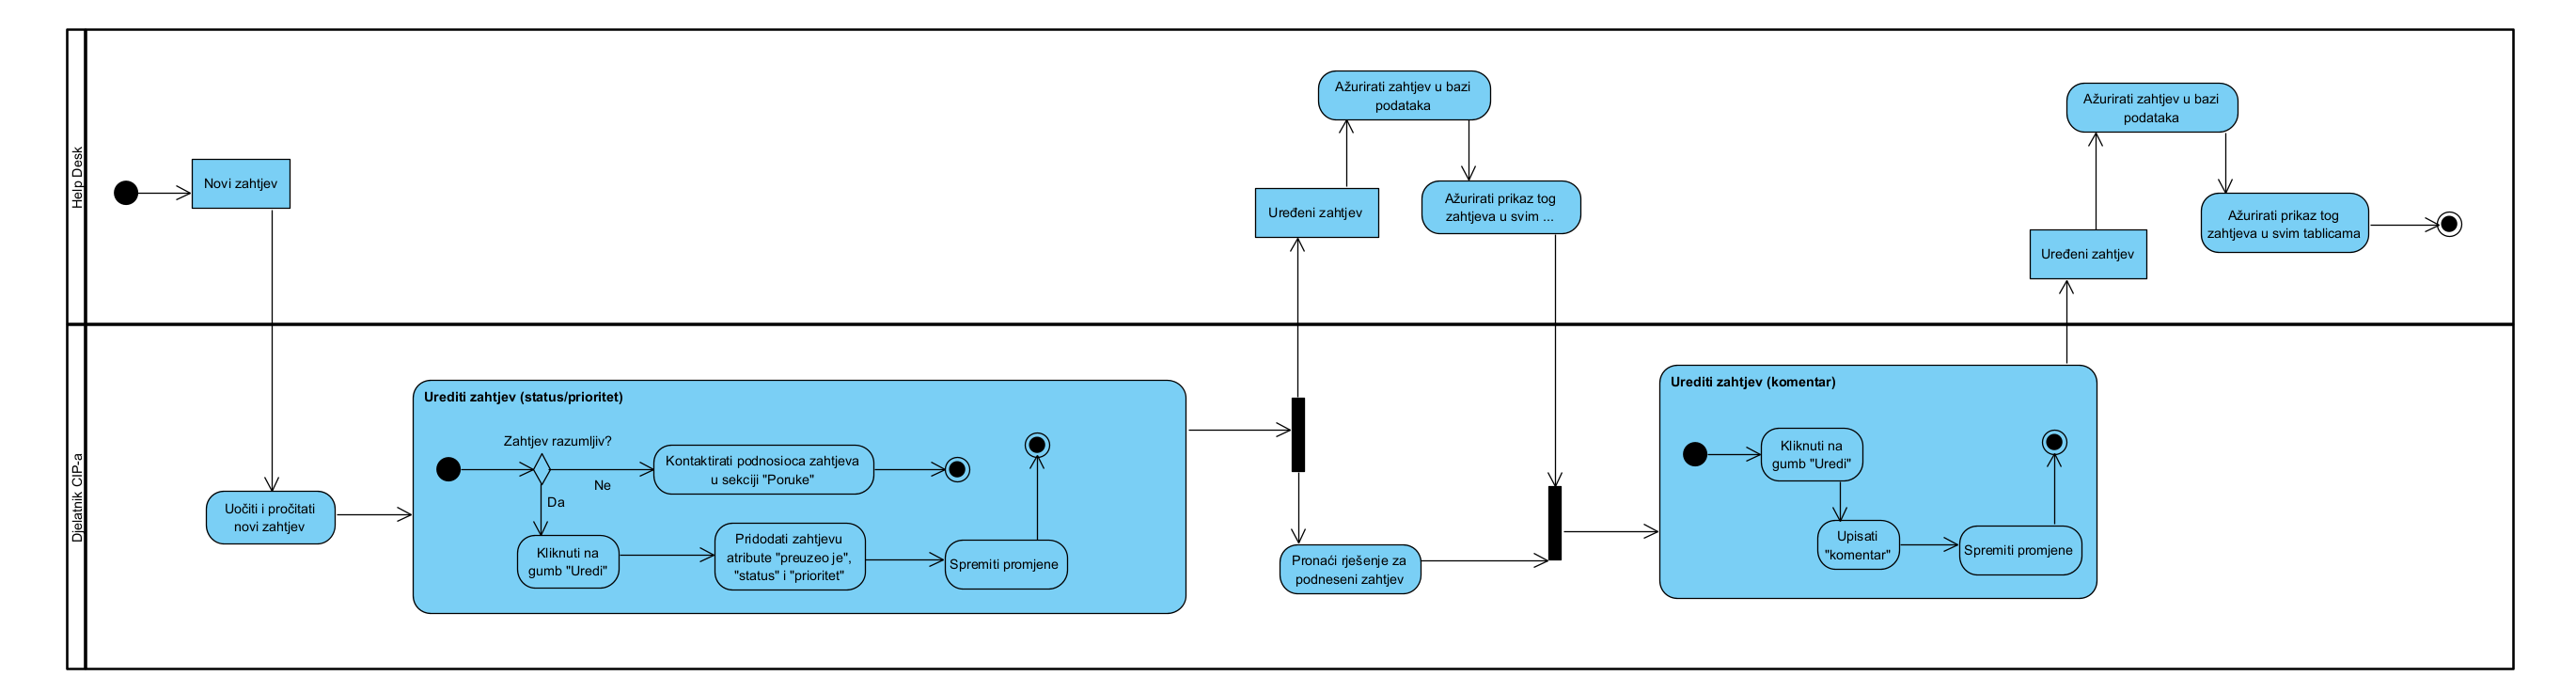 Help Desk
Novi zahtjev
Ažurirati zahtjev u bazi
podataka
Uređeni zahtjev
Ažurirati prikaz tog
zahtjeva u svim ...
Ažurirati zahtjev u bazi
podataka
Uređeni zahtjev
Ažurirati prikaz tog
zahtjeva u svim tablicama
Djelatnik CIP-a
Uočiti i pročitati
novi zahtjev
Urediti zahtjev (status/prioritet)
Zahtjev razumljiv?
Ne
Da
Kontaktirati podnosioca zahtjeva
u sekciji "Poruke"
Kliknuti na
gumb "Uredi"
Pridodati zahtjevu
atribute "preuzeo je",
"status" i "prioritet"
Spremiti promjene
Pronaći rješenje za
podneseni zahtjev
Urediti zahtjev (komentar)
Kliknuti na
gumb "Uredi"
Upisati
"komentar"
Spremiti promjene